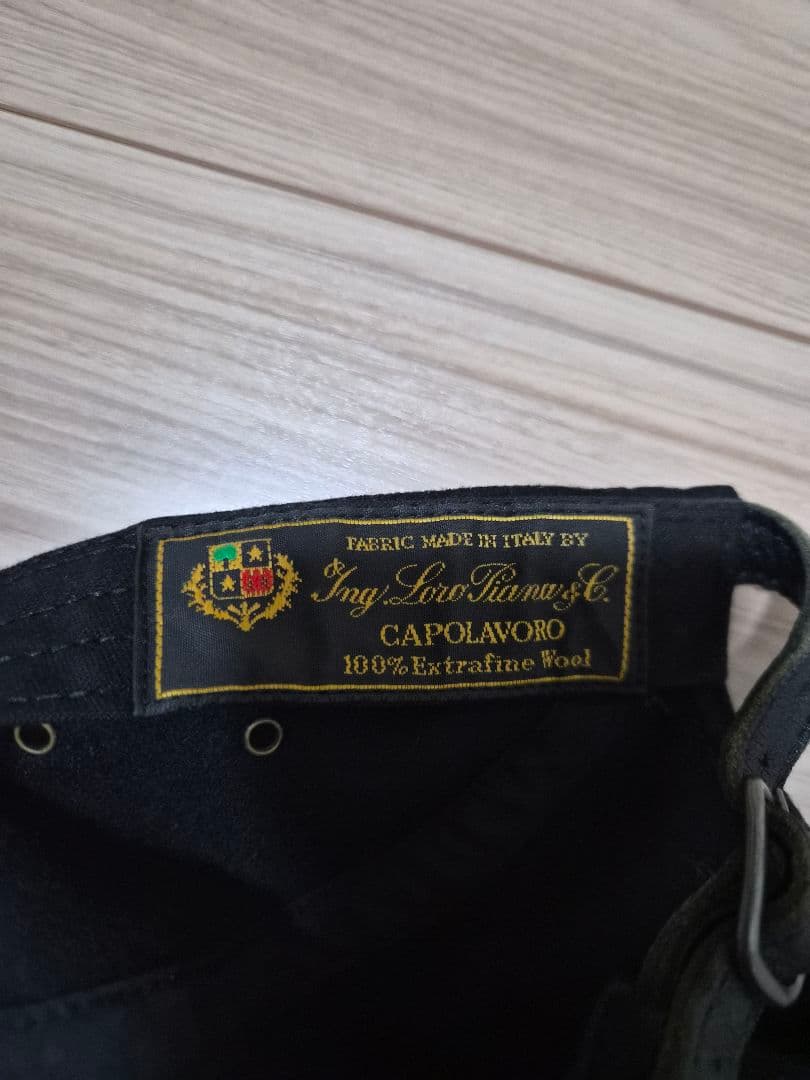 FABRIC MADE IN ITALY BY
Ing. Loro Piana & C.
CAPOLAVORO
100% Extrafine Wool